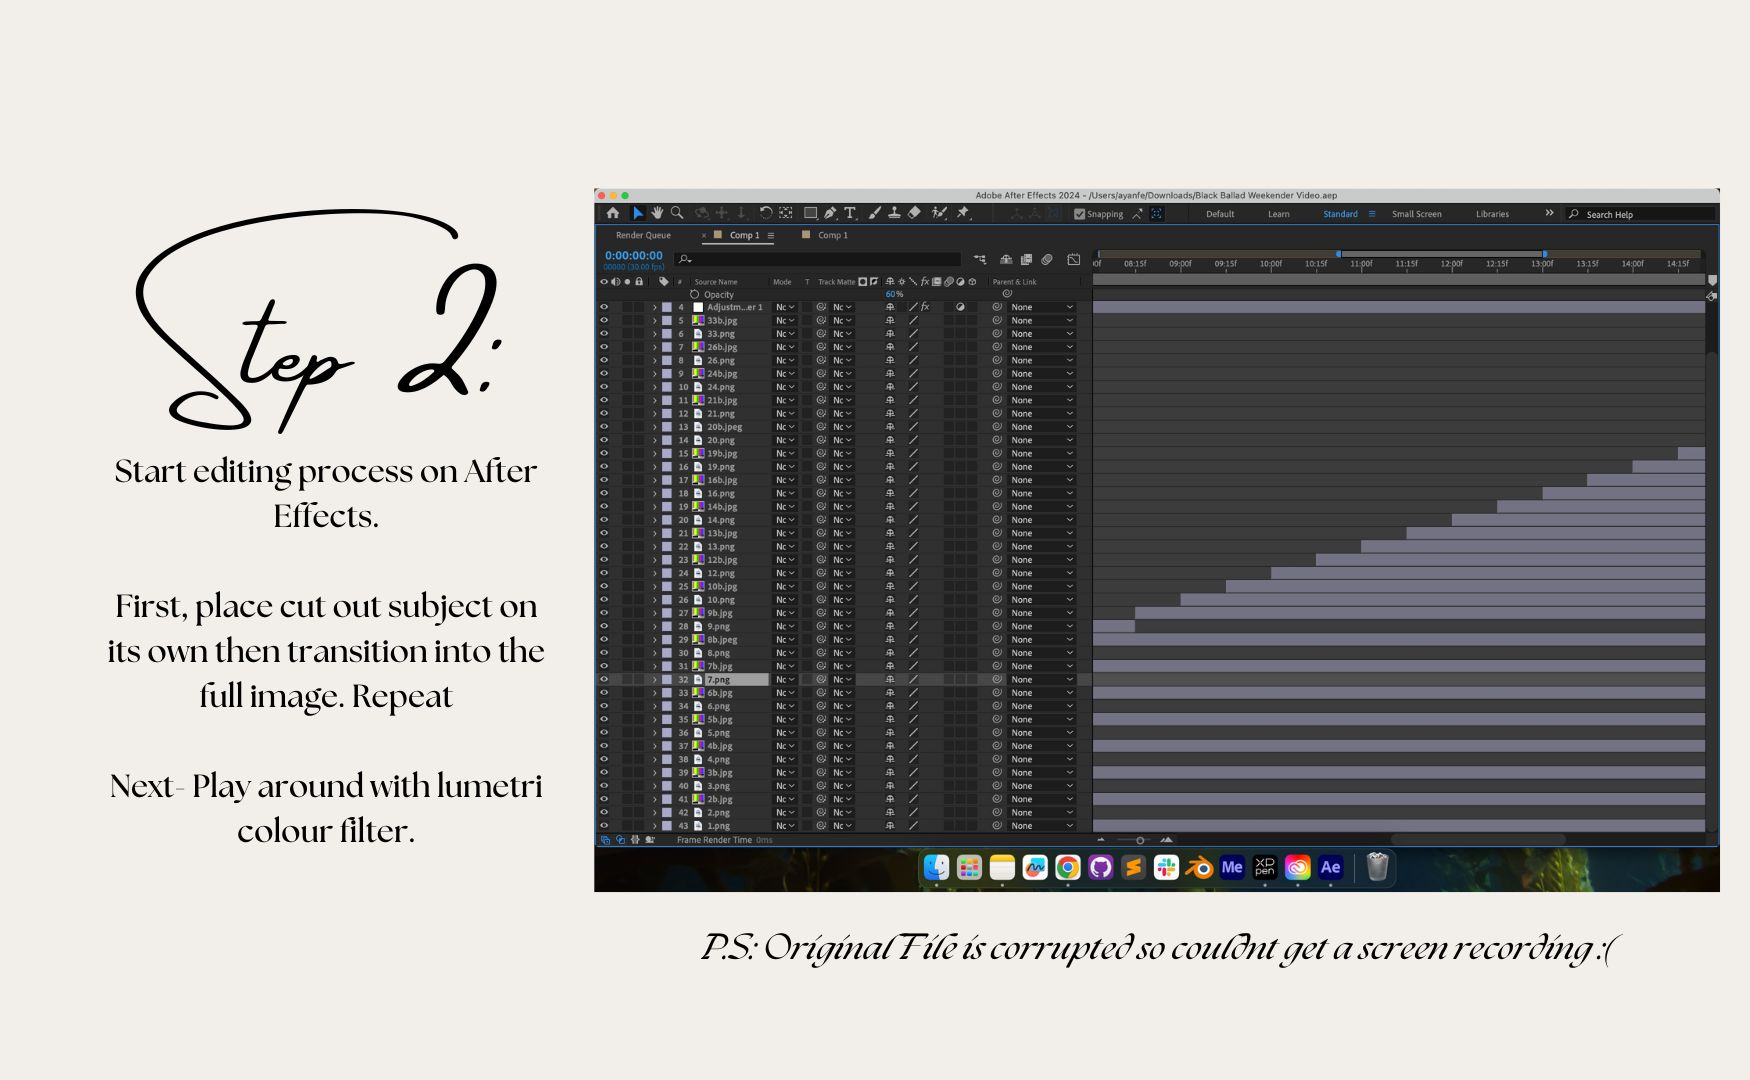 Step 2:
Start editing process on After
Effects.
First, place cut out subject on
its own then transition into the
full image. Repeat
Next- Play around with lumetri
colour filter.
Adobe After Effects 2024 - /Users/ayanfe/Downloads/Black Ballad Weekender Video.aep
Snapping Default Learn Standard Small Screen Libraries Search Help
Render Queue Comp 1 Comp 1
0:00:00:00
00000 (30.00 fps)
00f 08:15f 09:00f 09:15f 10:00f 10:15f 11:00f 11:15f 12:00f 12:15f 13:00f 13:15f 14:00f 14:15f
# Source Name Mode T Track Matte fx Parent & Link
Opacity 60%
4 Adjustm...er 1 Nc Nc fx None
5 33b.jpg Nc Nc None
6 33.png Nc Nc None
7 26b.jpg Nc Nc None
8 26.png Nc Nc None
9 24b.jpg Nc Nc None
10 24.png Nc Nc None
11 21b.jpg Nc Nc None
12 21.png Nc Nc None
13 20b.jpeg Nc Nc None
14 20.png Nc Nc None
15 19b.jpg Nc Nc None
16 19.png Nc Nc None
17 16b.jpg Nc Nc None
18 16.png Nc Nc None
19 14b.jpg Nc Nc None
20 14.png Nc Nc None
21 13b.jpg Nc Nc None
22 13.png Nc Nc None
23 12b.jpg Nc Nc None
24 12.png Nc Nc None
25 10b.jpg Nc Nc None
26 10.png Nc Nc None
27 9b.jpg Nc Nc None
28 9.png Nc Nc None
29 8b.jpeg Nc Nc None
30 8.png Nc Nc None
31 7b.jpg Nc Nc None
32 7.png Nc Nc None
33 6b.jpg Nc Nc None
34 6.png Nc Nc None
35 5b.jpg Nc Nc None
36 5.png Nc Nc None
37 4b.jpg Nc Nc None
38 4.png Nc Nc None
39 3b.jpg Nc Nc None
40 3.png Nc Nc None
41 2b.jpg Nc Nc None
42 2.png Nc Nc None
43 1.png Nc Nc None
Frame Render Time 0ms
Me XP pen Ae
P.S: Original File is corrupted so couldnt get a screen recording :(